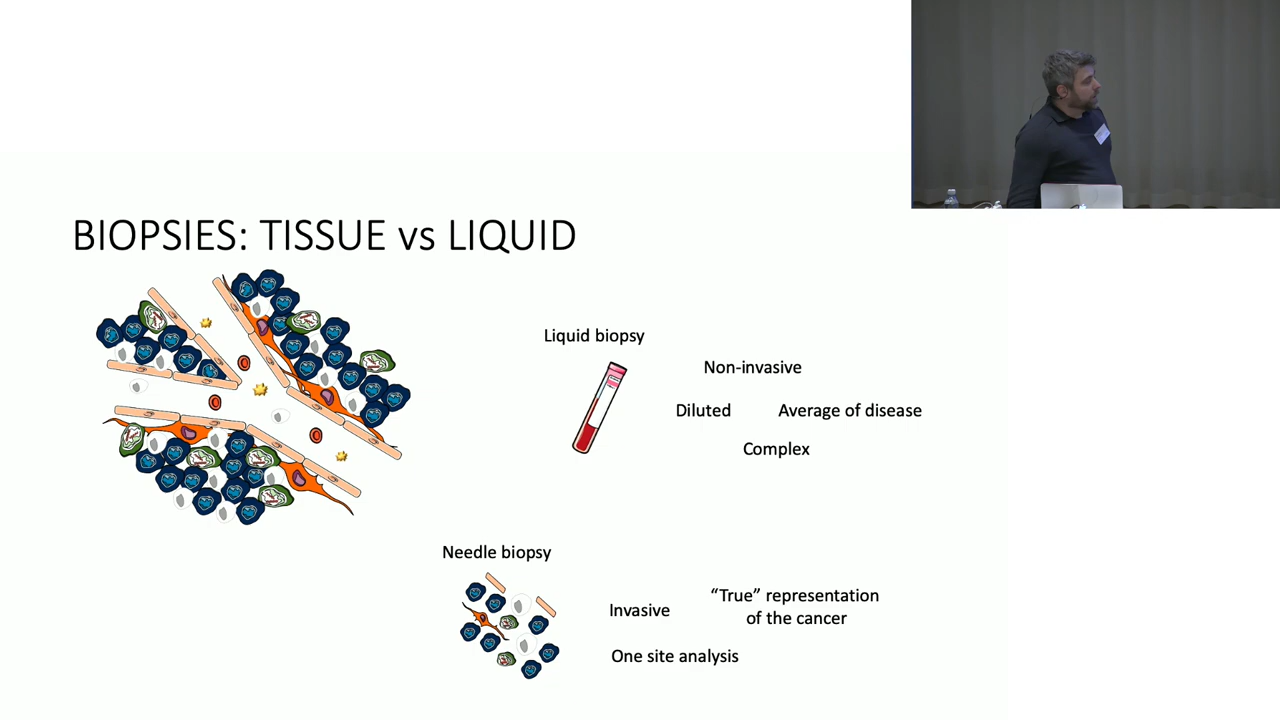 BIOPSIES: TISSUE vs LIQUID
Liquid biopsy
Non-invasive
Diluted
Average of disease
Complex
Needle biopsy
Invasive
“True” representation
of the cancer
One site analysis